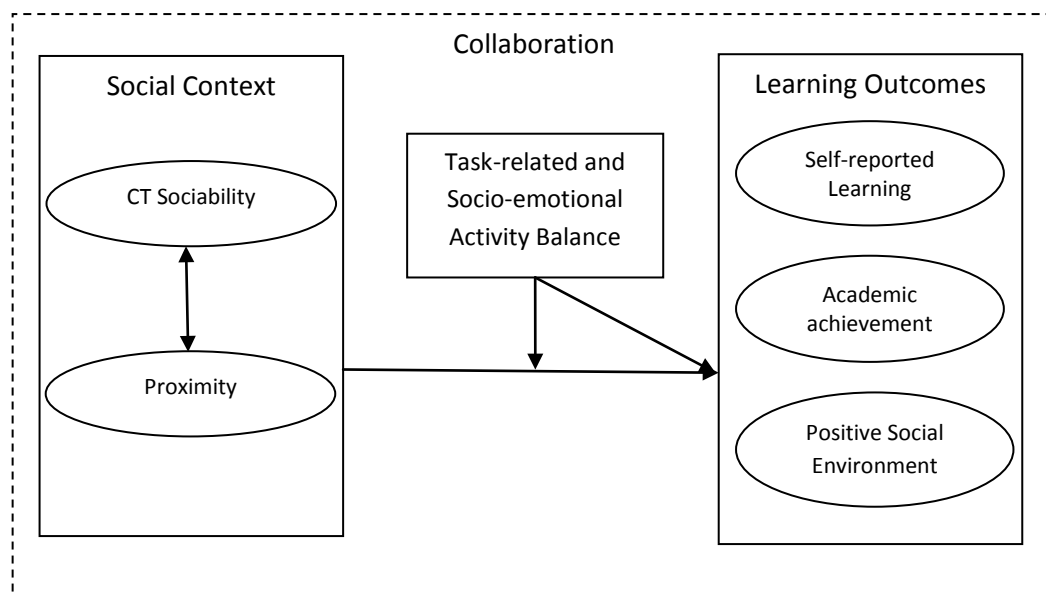 Collaboration
Social Context
CT Sociability
Proximity
Task-related and
Socio-emotional
Activity Balance
Learning Outcomes
Self-reported
Learning
Academic
achievement
Positive Social
Environment